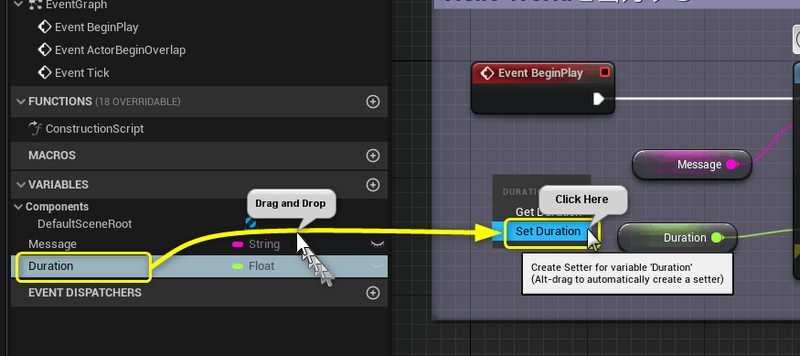 EventGraph
Event BeginPlay
Event ActorBeginOverlap
Event Tick
FUNCTIONS (18 OVERRIDABLE)
ConstructionScript
MACROS
VARIABLES
Components
DefaultSceneRoot
Message String
Duration Float
EVENT DISPATCHERS
Drag and Drop
Event BeginPlay
Message
Click Here
Get Duration
Set Duration
Duration
Create Setter for variable 'Duration'
(Alt-drag to automatically create a setter)